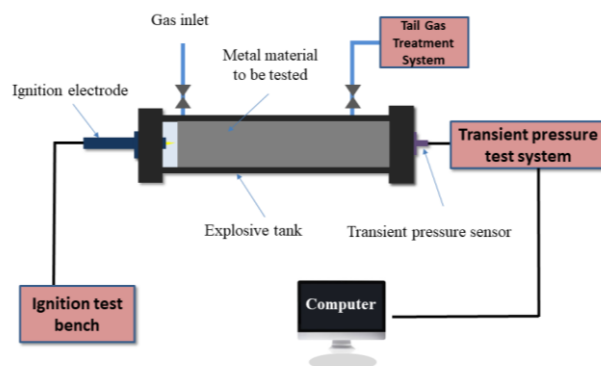 Gas inlet
Tail Gas
Treatment
System
Metal material
to be tested
Ignition electrode
Transient pressure
test system
Explosive tank
Transient pressure sensor
Ignition test
bench
Computer